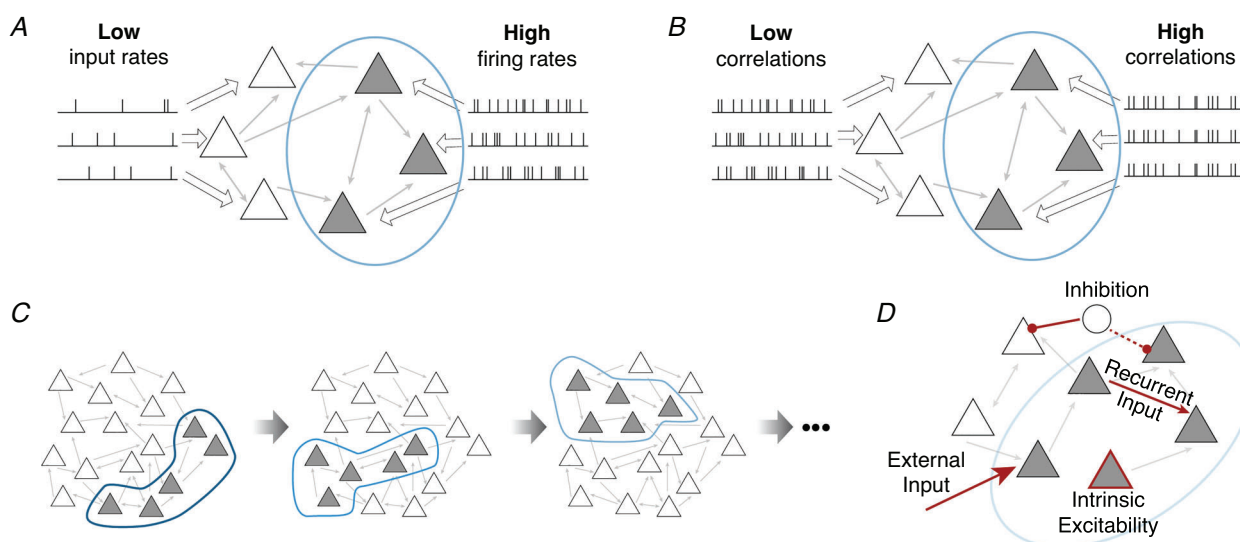 A
Low
input rates
High
firing rates
B
Low
correlations
High
correlations
C
D
Inhibition
Recurrent
Input
External
Input
Intrinsic
Excitability